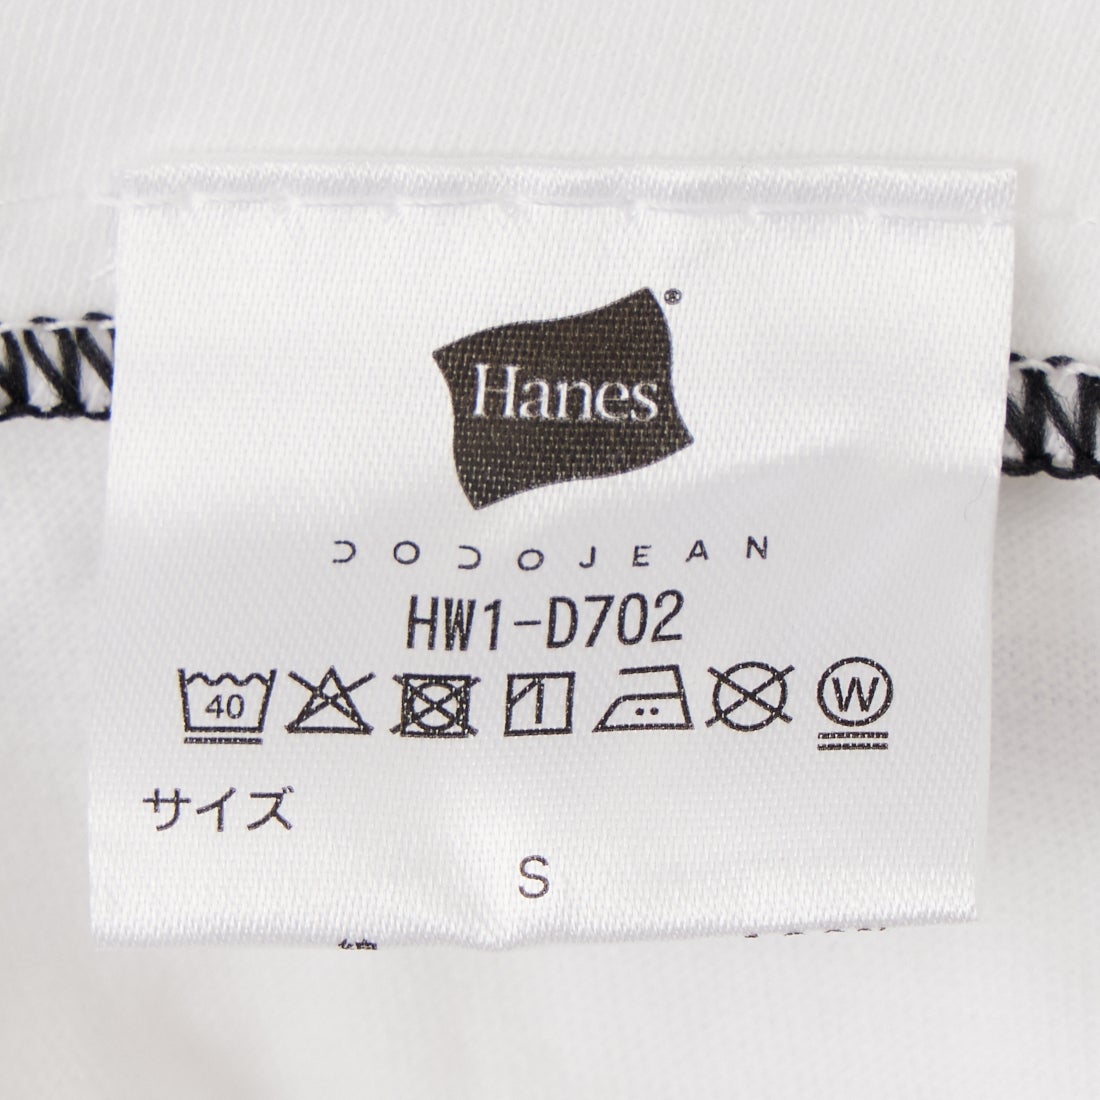 Hanes®
DODOJEAN
HW1-D702
40
W
サイズ
S